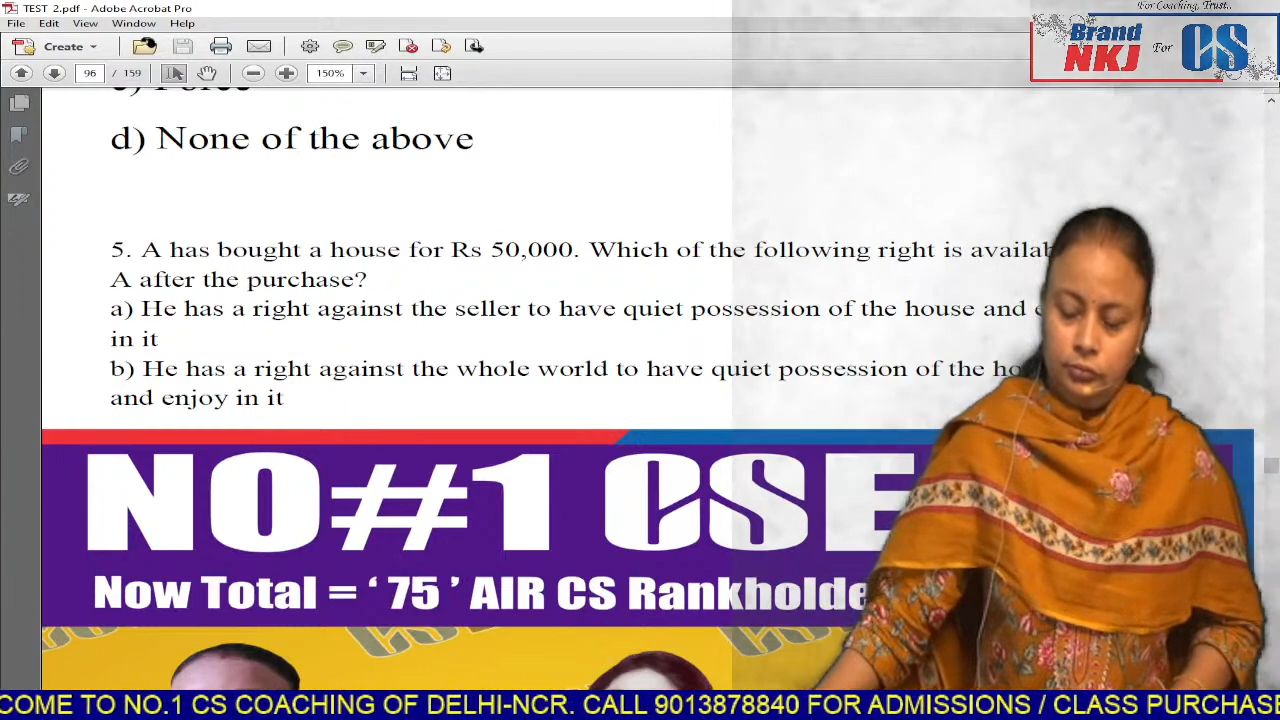 TEST 2.pdf - Adobe Acrobat Pro
For Coaching, Trust..
File Edit View Window Help
Create
Brand NKJ For CS
96 / 159 150%
d) None of the above
5. A has bought a house for Rs 50,000. Which of the following right is
A after the purchase?
a) He has a right against the seller to have quiet possession of the house and
in it
b) He has a right against the whole world to have quiet possession of the
and enjoy in it
NO#1 CS
Now Total = ‘ 75 ’ AIR CS
COME TO NO.1 CS COACHING OF DELHI-NCR. CALL 9013878840 FOR ADMISSIONS / CLASS